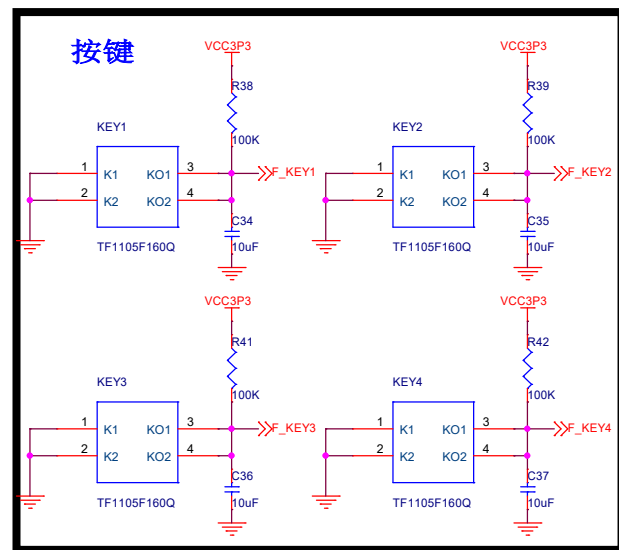 按键
VCC3P3
R38
100K
KEY1
1 K1 KO1 3
F_KEY1
2 K2 KO2 4
C34
TF1105F160Q
10uF
VCC3P3
R39
100K
KEY2
1 K1 KO1 3
F_KEY2
2 K2 KO2 4
C35
TF1105F160Q
10uF
VCC3P3
R41
100K
KEY3
1 K1 KO1 3
F_KEY3
2 K2 KO2 4
C36
TF1105F160Q
10uF
VCC3P3
R42
100K
KEY4
1 K1 KO1 3
F_KEY4
2 K2 KO2 4
C37
TF1105F160Q
10uF